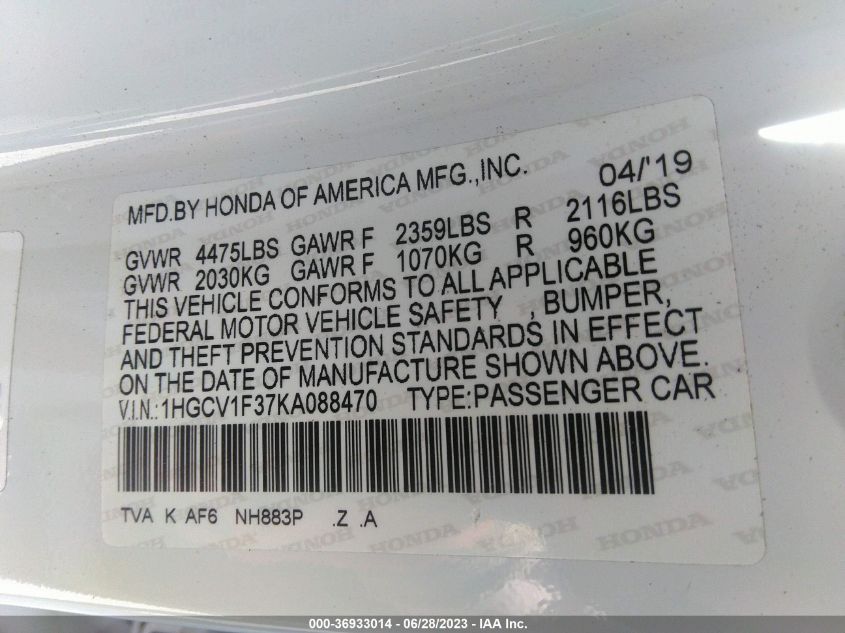 MFD.BY HONDA OF AMERICA MFG.,INC. 04/'19
GVWR 4475LBS GAWR F 2359LBS R 2116LBS
GVWR 2030KG GAWR F 1070KG R 960KG
THIS VEHICLE CONFORMS TO ALL APPLICABLE
FEDERAL MOTOR VEHICLE SAFETY , BUMPER,
AND THEFT PREVENTION STANDARDS IN EFFECT
ON THE DATE OF MANUFACTURE SHOWN ABOVE.
V.I.N.:1HGCV1F37KA088470 TYPE:PASSENGER CAR
TVA K AF6 NH883P .Z .A
000-36933014 - 06/28/2023 - IAA Inc.